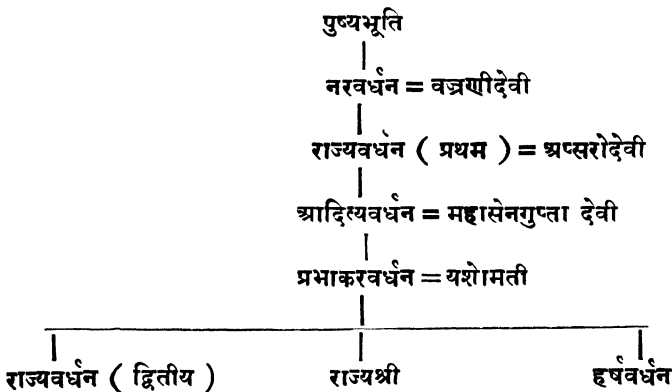 पुष्यभूति
नरवर्धन = वज्रणीदेवी
राज्यवर्धन ( प्रथम ) = अप्सरोदेवी
आदित्यवर्धन = महासेनगुप्ता देवी
प्रभाकरवर्धन = यशोमती
राज्यवर्धन ( द्वितीय ) राज्यश्री हर्षवर्धन